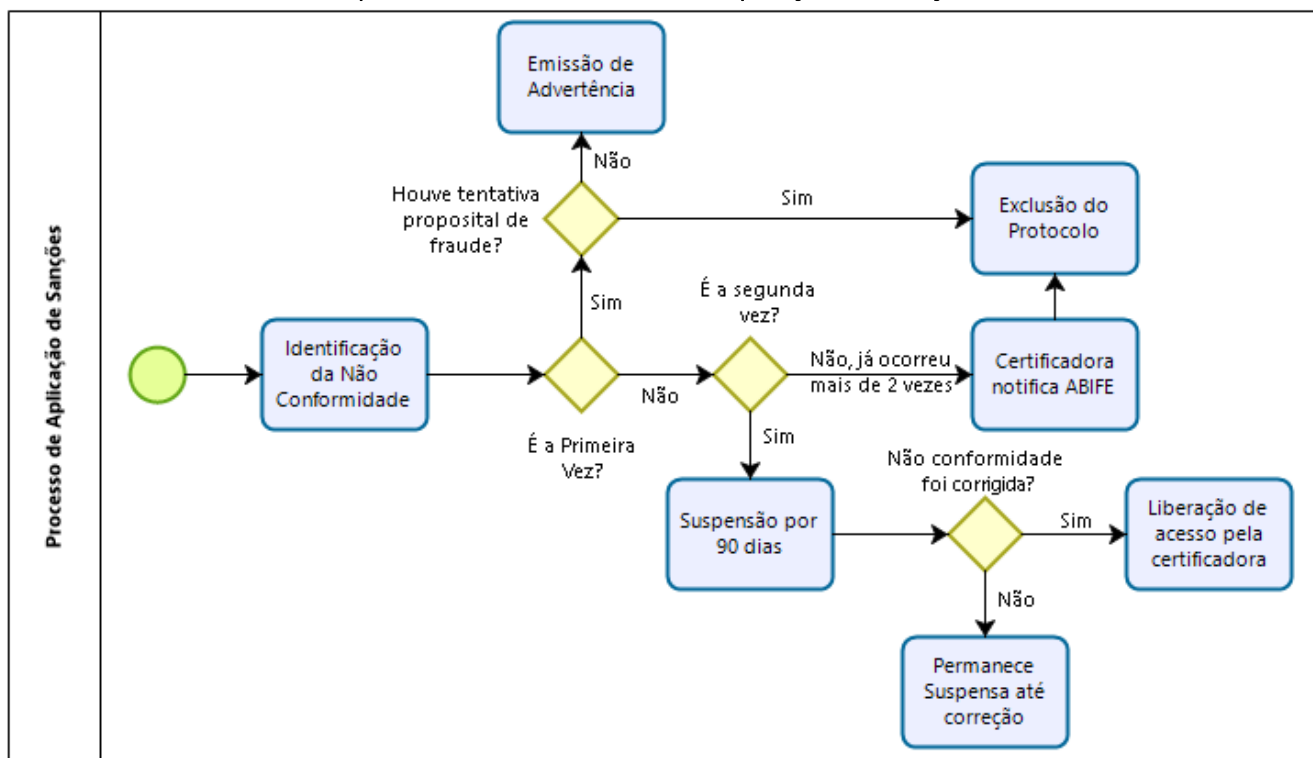 Processo de Aplicação de Sanções
Emissão de
Advertência
Não
Houve tentativa
proposital de
fraude?
Sim
Exclusão do
Protocolo
Sim
É a segunda
vez?
Identificação
da Não
Conformidade
Não
Não, já ocorreu
mais de 2 vezes
Certificadora
notifica ABIFE
É a Primeira
Vez?
Sim
Não conformidade
foi corrigida?
Suspensão por
90 dias
Sim
Liberação de
acesso pela
certificadora
Não
Permanece
Suspensa até
correção